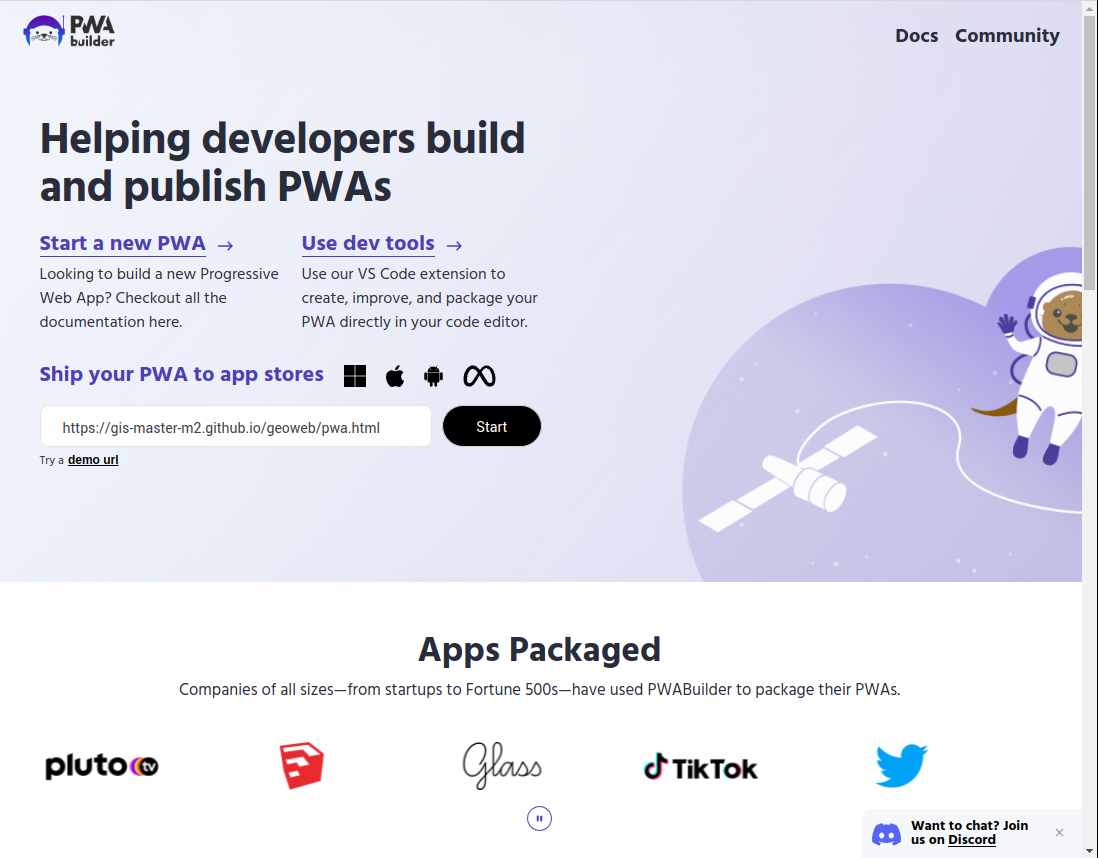 PWA
builder
Docs Community
Helping developers build
and publish PWAs
Start a new PWA →
Looking to build a new Progressive
Web App? Checkout all the
documentation here.
Use dev tools →
Use our VS Code extension to
create, improve, and package your
PWA directly in your code editor.
Ship your PWA to app stores
https://gis-master-m2.github.io/geoweb/pwa.html
Start
Try a demo url
Apps Packaged
Companies of all sizes—from startups to Fortune 500s—have used PWABuilder to package their PWAs.
pluto tv
Glass
TikTok
Want to chat? Join
us on Discord